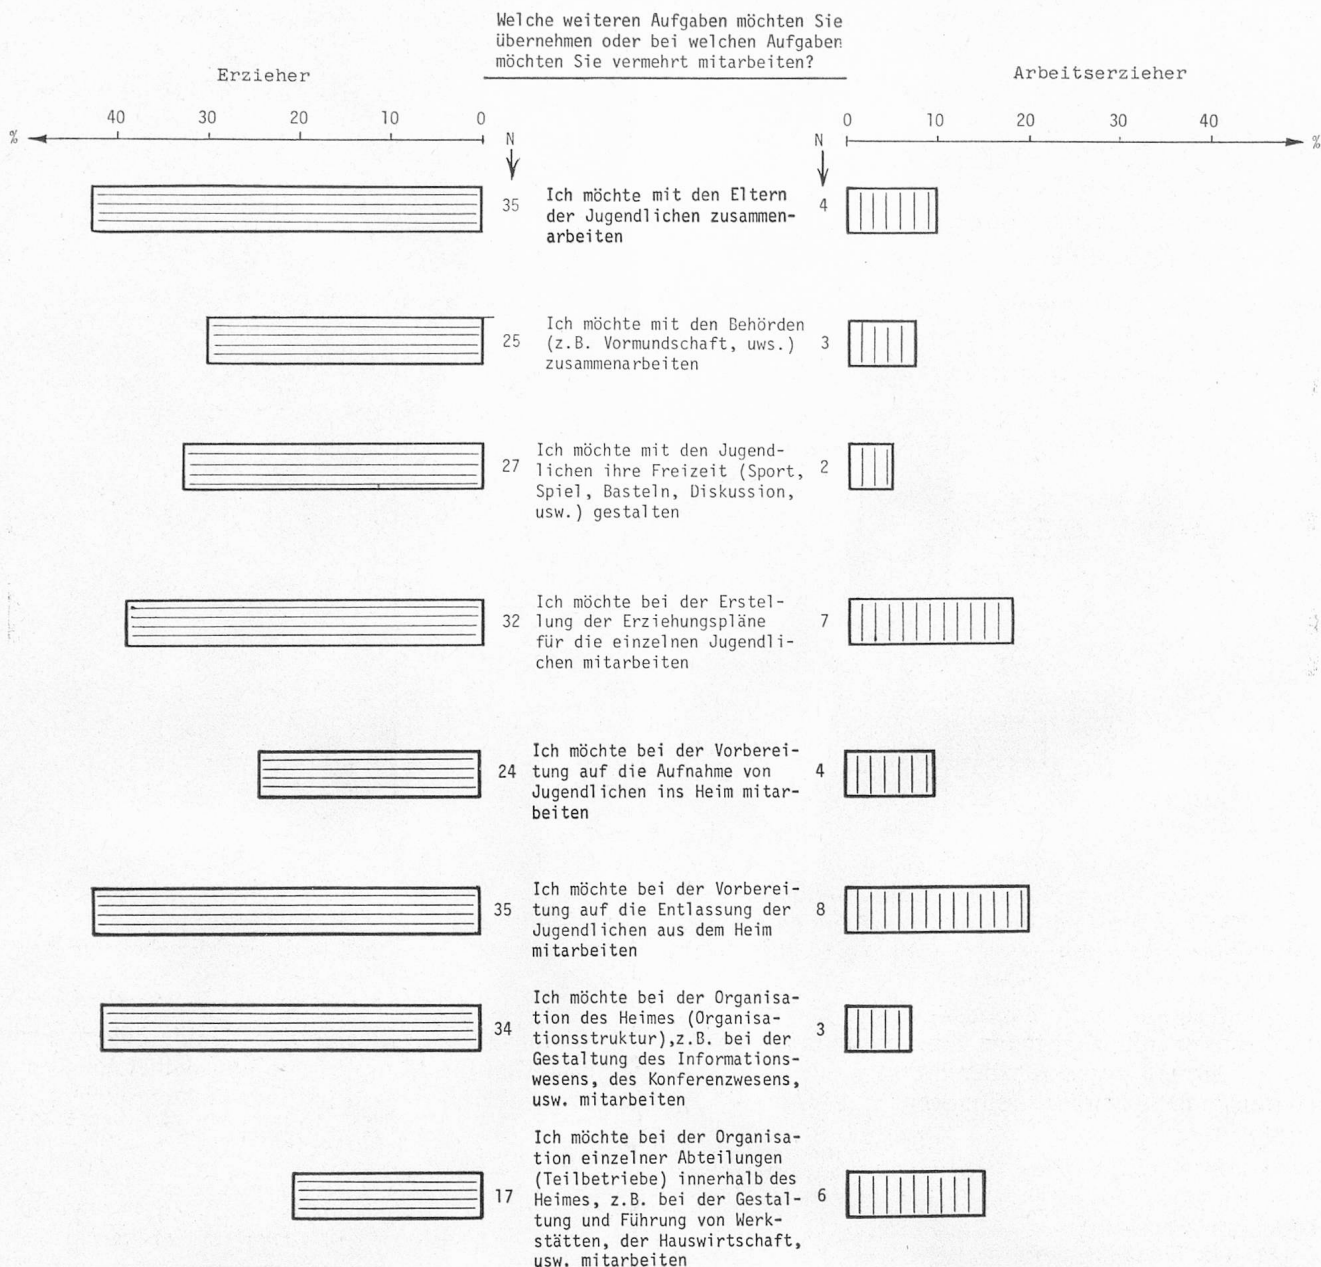 Welche weiteren Aufgaben möchten Sie
übernehmen oder bei welchen Aufgaben
möchten Sie vermehrt mitarbeiten?
Erzieher
Arbeitserzieher
% 40 30 20 10 0
N
N
0 10 20 30 40 %
35
Ich möchte mit den Eltern
der Jugendlichen zusammen-
arbeiten
4
25
Ich möchte mit den Behörden
(z.B. Vormundschaft, uws.)
zusammenarbeiten
3
27
Ich möchte mit den Jugend-
lichen ihre Freizeit (Sport,
Spiel, Basteln, Diskussion,
usw.) gestalten
2
32
Ich möchte bei der Erstel-
lung der Erziehungspläne
für die einzelnen Jugendli-
chen mitarbeiten
7
24
Ich möchte bei der Vorberei-
tung auf die Aufnahme von
Jugendlichen ins Heim mitar-
beiten
4
35
Ich möchte bei der Vorberei-
tung auf die Entlassung der
Jugendlichen aus dem Heim
mitarbeiten
8
34
Ich möchte bei der Organisa-
tion des Heimes (Organisa-
tionsstruktur),z.B. bei der
Gestaltung des Informations-
wesens, des Konferenzwesens,
usw. mitarbeiten
3
17
Ich möchte bei der Organisa-
tion einzelner Abteilungen
(Teilbetriebe) innerhalb des
Heimes, z.B. bei der Gestal-
tung und Führung von Werk-
stätten, der Hauswirtschaft,
usw. mitarbeiten
6